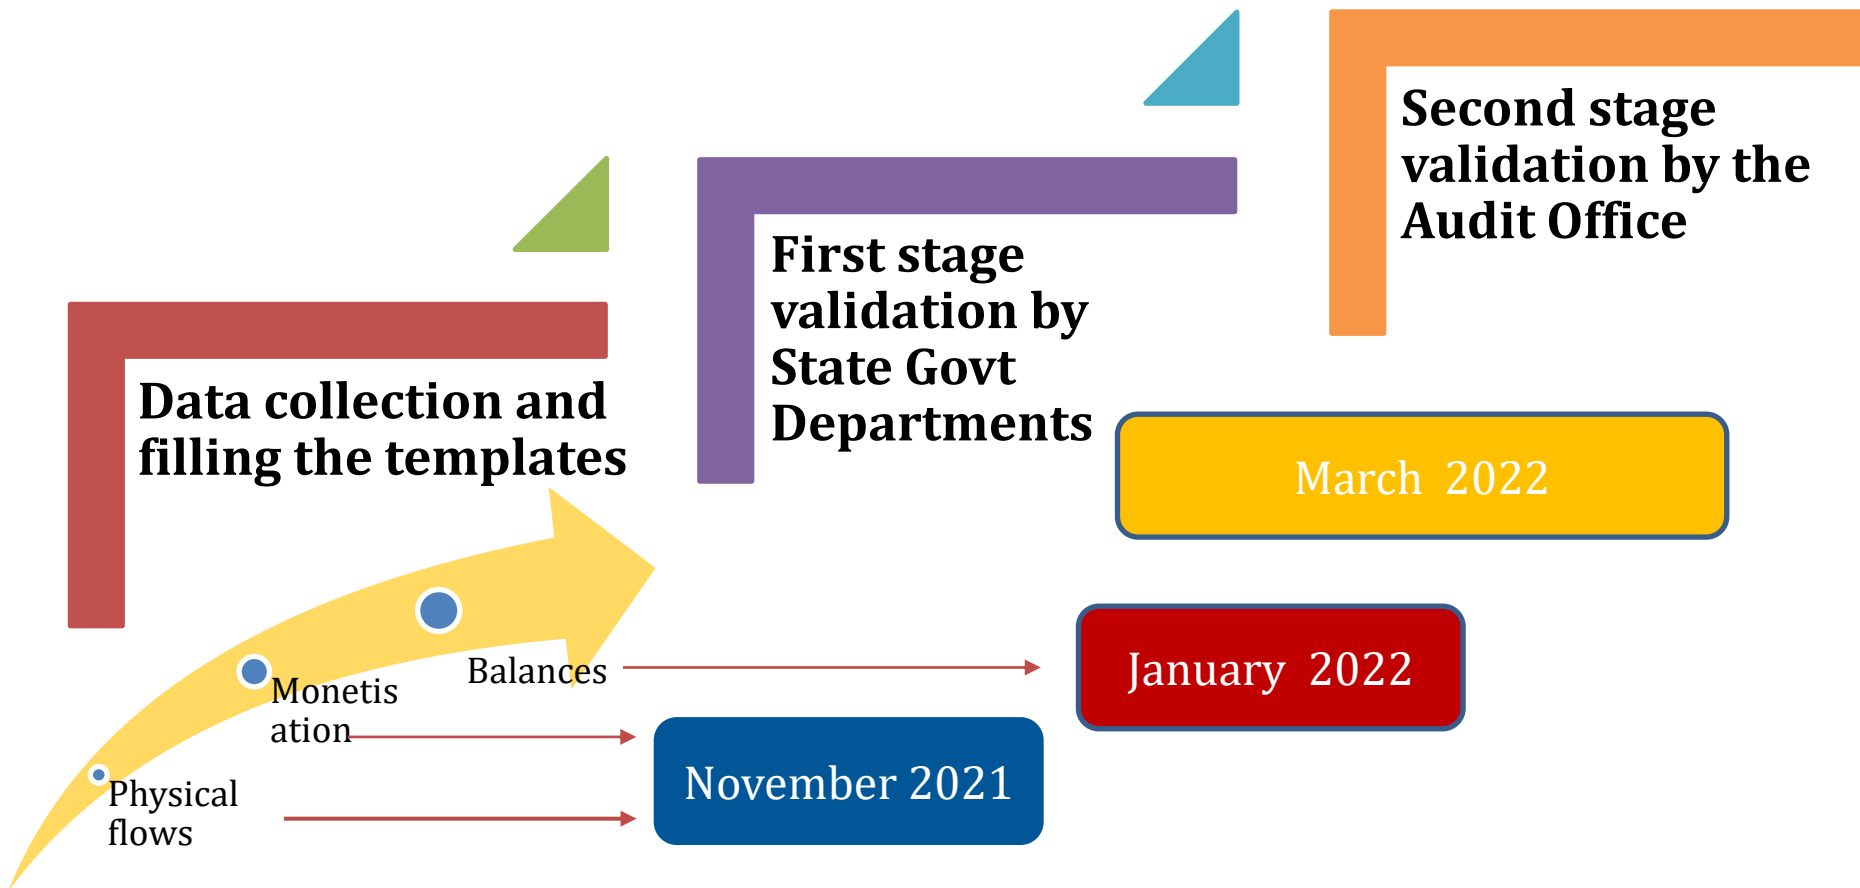 Data collection and
filling the templates
First stage
validation by
State Govt
Departments
Second stage
validation by the
Audit Office
March 2022
January 2022
November 2021
Balances
Monetis
ation
Physical
flows